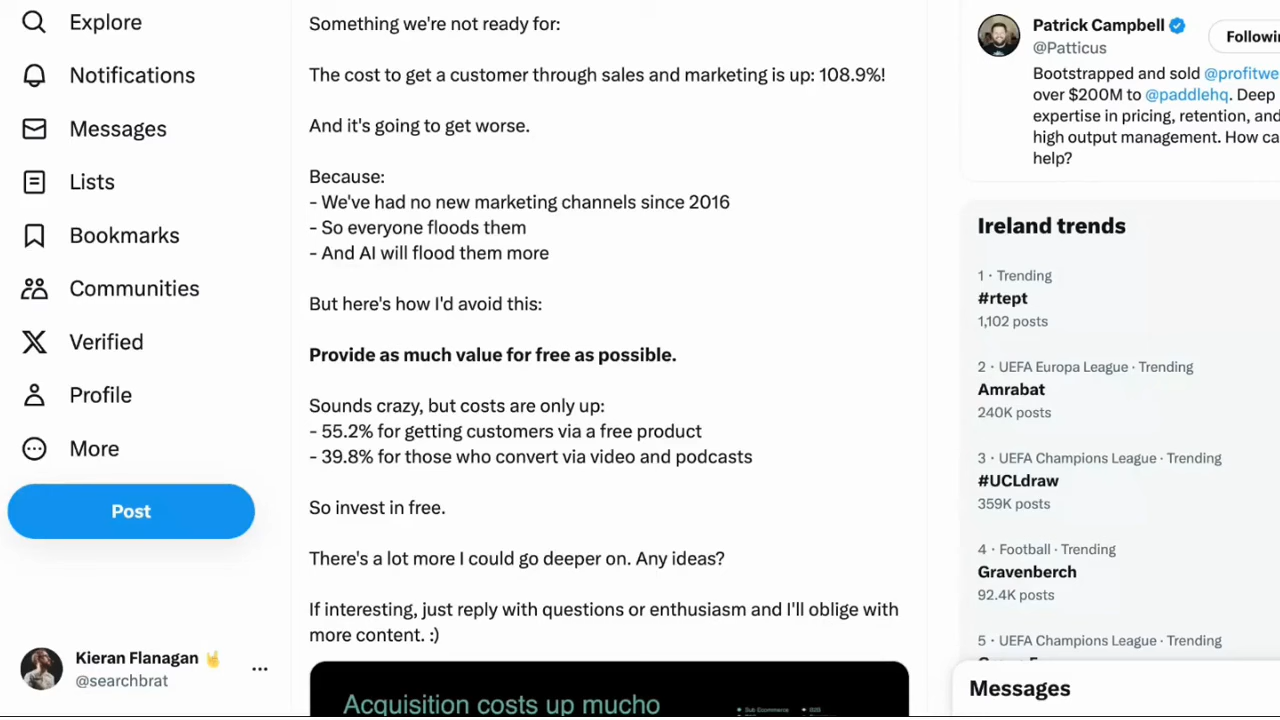 Explore
Notifications
Messages
Lists
Bookmarks
Communities
Verified
Profile
More
Post
Kieran Flanagan
@searchbrat
Something we're not ready for:
The cost to get a customer through sales and marketing is up: 108.9%!
And it's going to get worse.
Because:
- We've had no new marketing channels since 2016
- So everyone floods them
- And AI will flood them more
But here's how I'd avoid this:
Provide as much value for free as possible.
Sounds crazy, but costs are only up:
- 55.2% for getting customers via a free product
- 39.8% for those who convert via video and podcasts
So invest in free.
There's a lot more I could go deeper on. Any ideas?
If interesting, just reply with questions or enthusiasm and I'll oblige with
more content. :)
Acquisition costs up mucho
Sub Ecommerce
B2B
Patrick Campbell
@Patticus
Followin
Bootstrapped and sold @profitwe
over $200M to @paddlehq. Deep
expertise in pricing, retention, and
high output management. How ca
help?
Ireland trends
1 · Trending
#rtept
1,102 posts
2 · UEFA Europa League · Trending
Amrabat
240K posts
3 · UEFA Champions League · Trending
#UCLdraw
359K posts
4 · Football · Trending
Gravenberch
92.4K posts
5 · UEFA Champions League · Trending
Messages